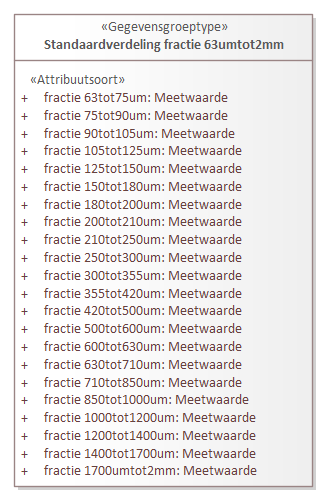 «Gegevensgroeptype»
Standaardverdeling fractie 63umtot2mm
«Attribuutsoort»
+ fractie 63tot75um: Meetwaarde
+ fractie 75tot90um: Meetwaarde
+ fractie 90tot105um: Meetwaarde
+ fractie 105tot125um: Meetwaarde
+ fractie 125tot150um: Meetwaarde
+ fractie 150tot180um: Meetwaarde
+ fractie 180tot200um: Meetwaarde
+ fractie 200tot210um: Meetwaarde
+ fractie 210tot250um: Meetwaarde
+ fractie 250tot300um: Meetwaarde
+ fractie 300tot355um: Meetwaarde
+ fractie 355tot420um: Meetwaarde
+ fractie 420tot500um: Meetwaarde
+ fractie 500tot600um: Meetwaarde
+ fractie 600tot630um: Meetwaarde
+ fractie 630tot710um: Meetwaarde
+ fractie 710tot850um: Meetwaarde
+ fractie 850tot1000um: Meetwaarde
+ fractie 1000tot1200um: Meetwaarde
+ fractie 1200tot1400um: Meetwaarde
+ fractie 1400tot1700um: Meetwaarde
+ fractie 1700umtot2mm: Meetwaarde